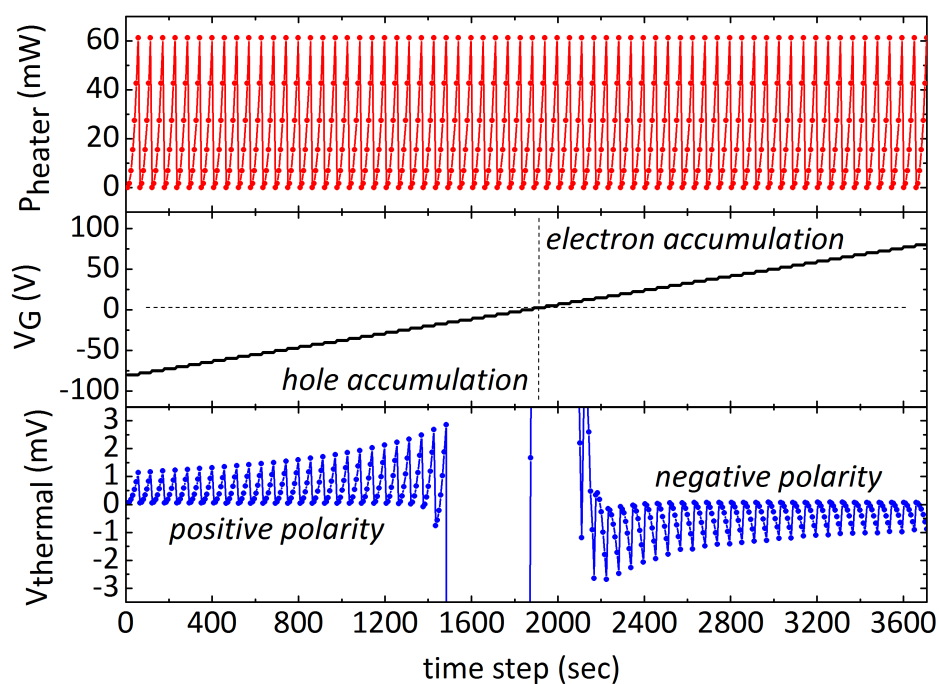 Pheater (mW)
60
40
20
0
VG (V)
100
50
0
-50
-100
electron accumulation
hole accumulation
Vthermal (mV)
3
2
1
0
-1
-2
-3
positive polarity
negative polarity
0 400 800 1200 1600 2000 2400 2800 3200 3600
time step (sec)